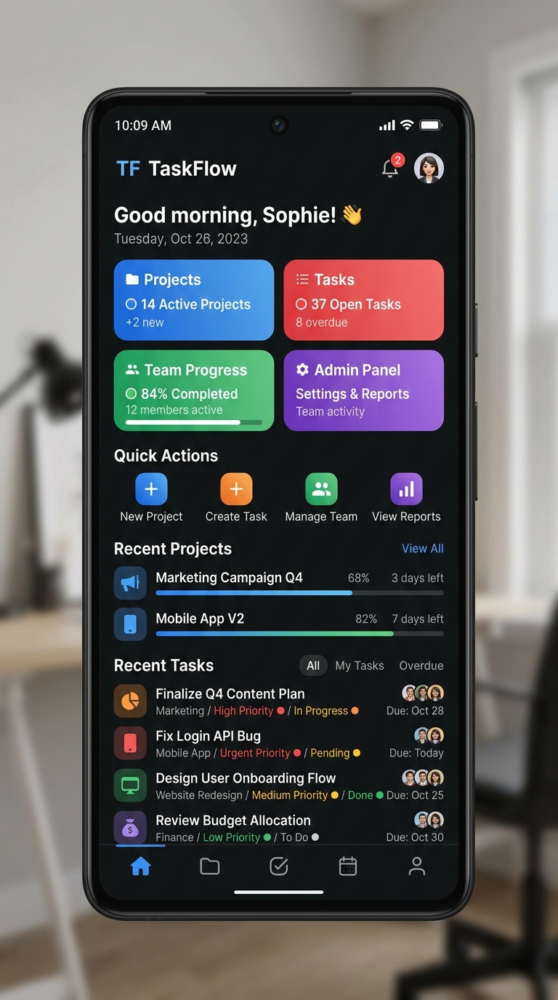 10:09 AM
TF TaskFlow
2
Good morning, Sophie! 👋
Tuesday, Oct 26, 2023
Projects
14 Active Projects
+2 new
Tasks
37 Open Tasks
8 overdue
Team Progress
84% Completed
12 members active
Admin Panel
Settings & Reports
Team activity
Quick Actions
New Project
Create Task
Manage Team
View Reports
Recent Projects
View All
Marketing Campaign Q4 68% 3 days left
Mobile App V2 82% 7 days left
Recent Tasks All My Tasks Overdue
Finalize Q4 Content Plan
Marketing / High Priority / In Progress Due: Oct 28
Fix Login API Bug
Mobile App / Urgent Priority / Pending Due: Today
Design User Onboarding Flow
Website Redesign / Medium Priority / Done Due: Oct 25
$
Review Budget Allocation
Finance / Low Priority / To Do Due: Oct 30